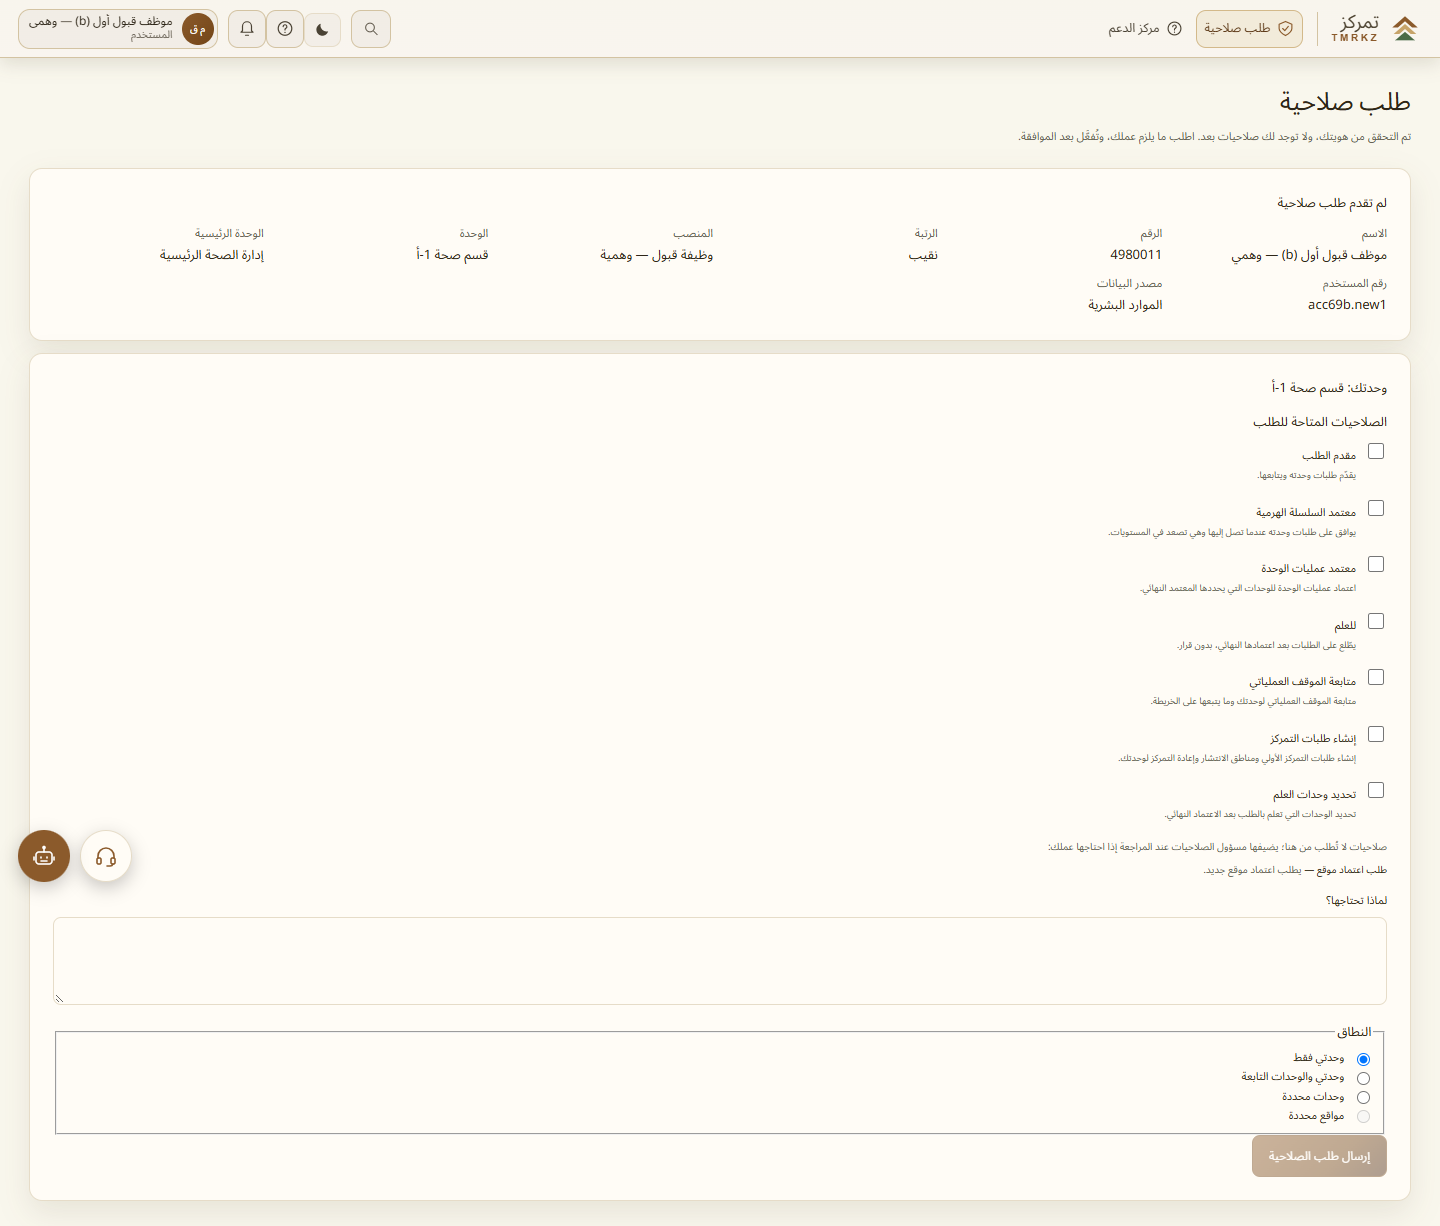 تمركز
TMRKZ
طلب صلاحية
مركز الدعم
م ق
موظف قبول أول (b) — وهمي
المستخدم
طلب صلاحية
تم التحقق من هويتك، ولا توجد لك صلاحيات بعد. اطلب ما يلزم عملك، وتُفعَّل بعد الموافقة.
لم تقدم طلب صلاحية
الاسم
موظف قبول أول (b) — وهمي
الرقم
4980011
الرتبة
نقيب
المنصب
وظيفة قبول — وهمية
الوحدة
قسم صحة 1-أ
الوحدة الرئيسية
إدارة الصحة الرئيسية
رقم المستخدم
acc69b.new1
مصدر البيانات
الموارد البشرية
وحدتك: قسم صحة 1-أ
الصلاحيات المتاحة للطلب
مقدم الطلب
يقدّم طلبات وحدته ويتابعها.
معتمد السلسلة الهرمية
يوافق على طلبات وحدته عندما تصل إليها وهي تصعد في المستويات.
معتمد عمليات الوحدة
اعتماد عمليات الوحدة للوحدات التي يحددها المعتمد النهائي.
للعلم
يطّلع على الطلبات بعد اعتمادها النهائي، بدون قرار.
متابعة الموقف العملياتي
متابعة الموقف العملياتي لوحدتك وما يتبعها على الخريطة.
إنشاء طلبات التمركز
إنشاء طلبات التمركز الأولي ومناطق الانتشار وإعادة التمركز لوحدتك.
تحديد وحدات العلم
تحديد الوحدات التي تعلم بالطلب بعد الاعتماد النهائي.
صلاحيات لا تُطلب من هنا؛ يضيفها مسؤول الصلاحيات عند المراجعة إذا احتاجها عملك:
طلب اعتماد موقع — يطلب اعتماد موقع جديد.
لماذا تحتاجها؟
النطاق
وحدتي فقط
وحدتي والوحدات التابعة
وحدات محددة
مواقع محددة
إرسال طلب الصلاحية